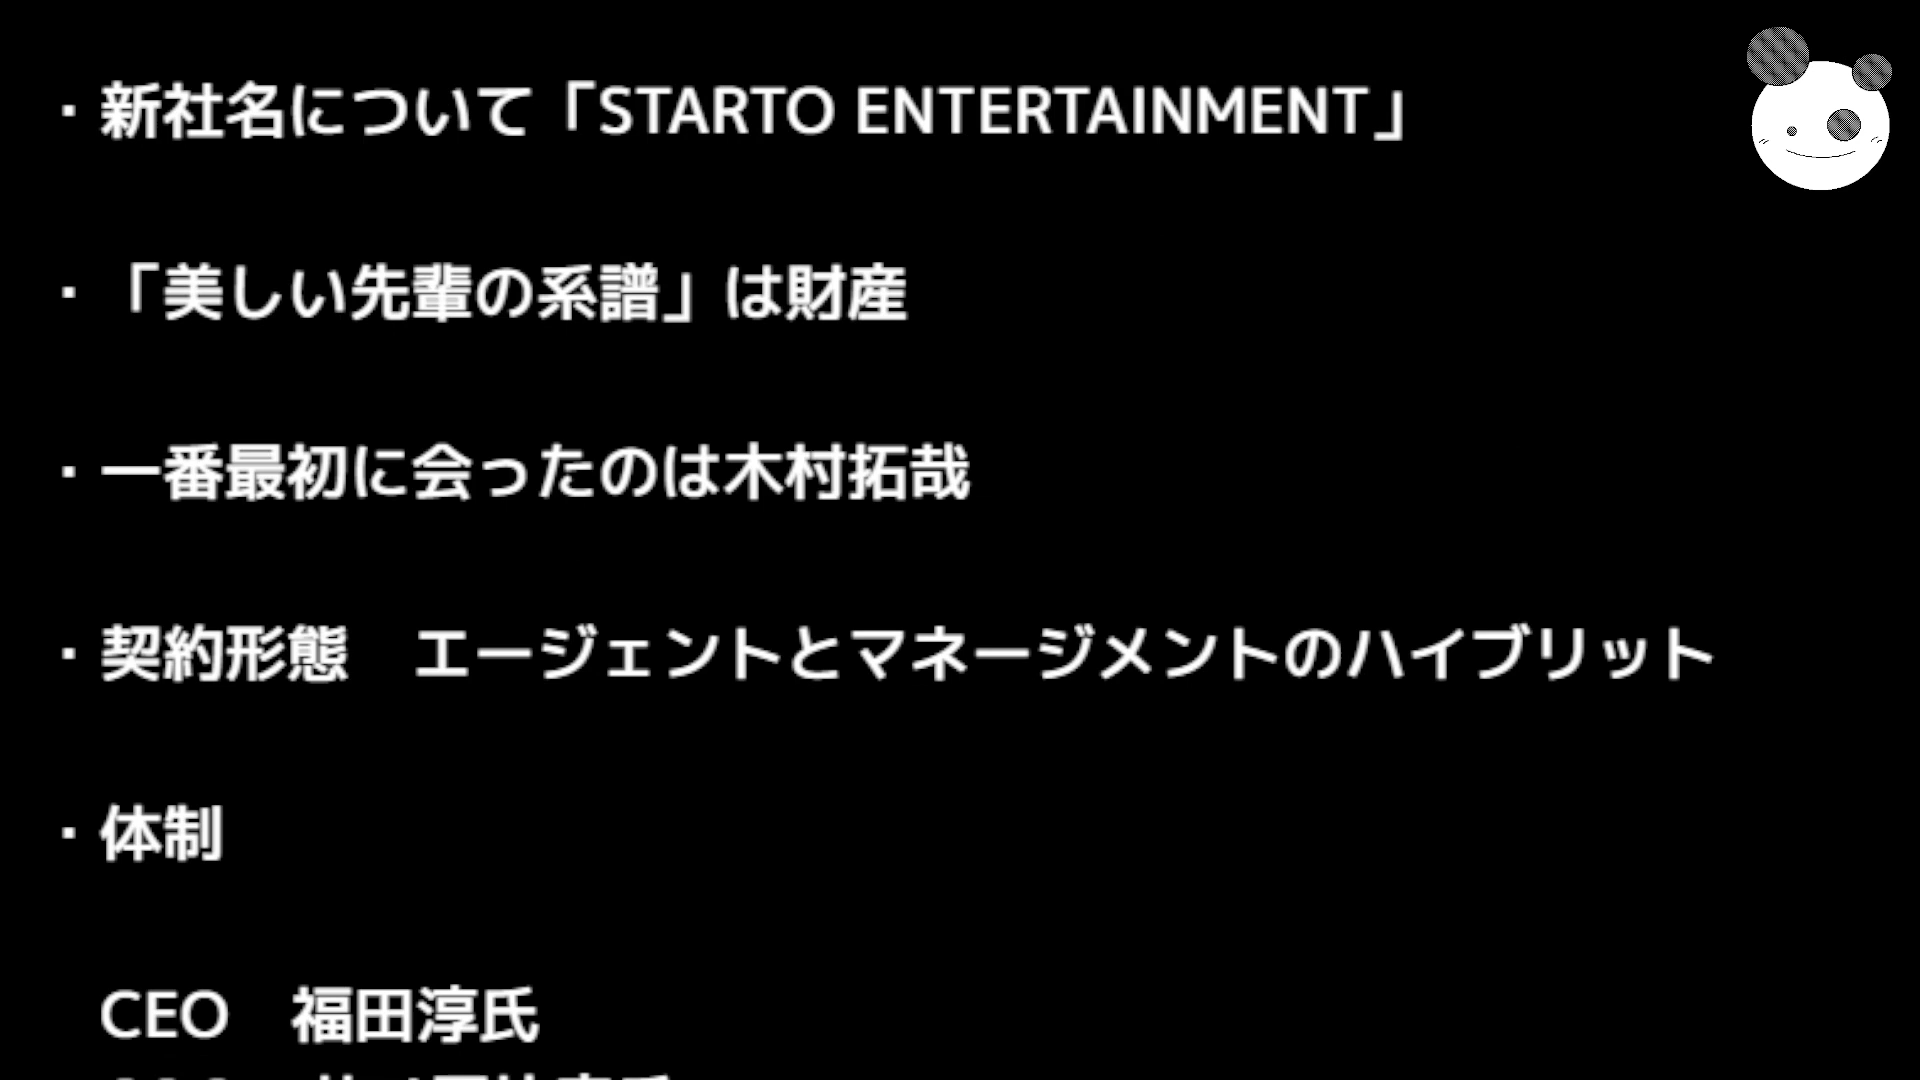 ・新社名について「STARTO ENTERTAINMENT」
・「美しい先輩の系譜」は財産
・一番最初に会ったのは木村拓哉
・契約形態　エージェントとマネージメントのハイブリット
・体制
CEO　福田淳氏